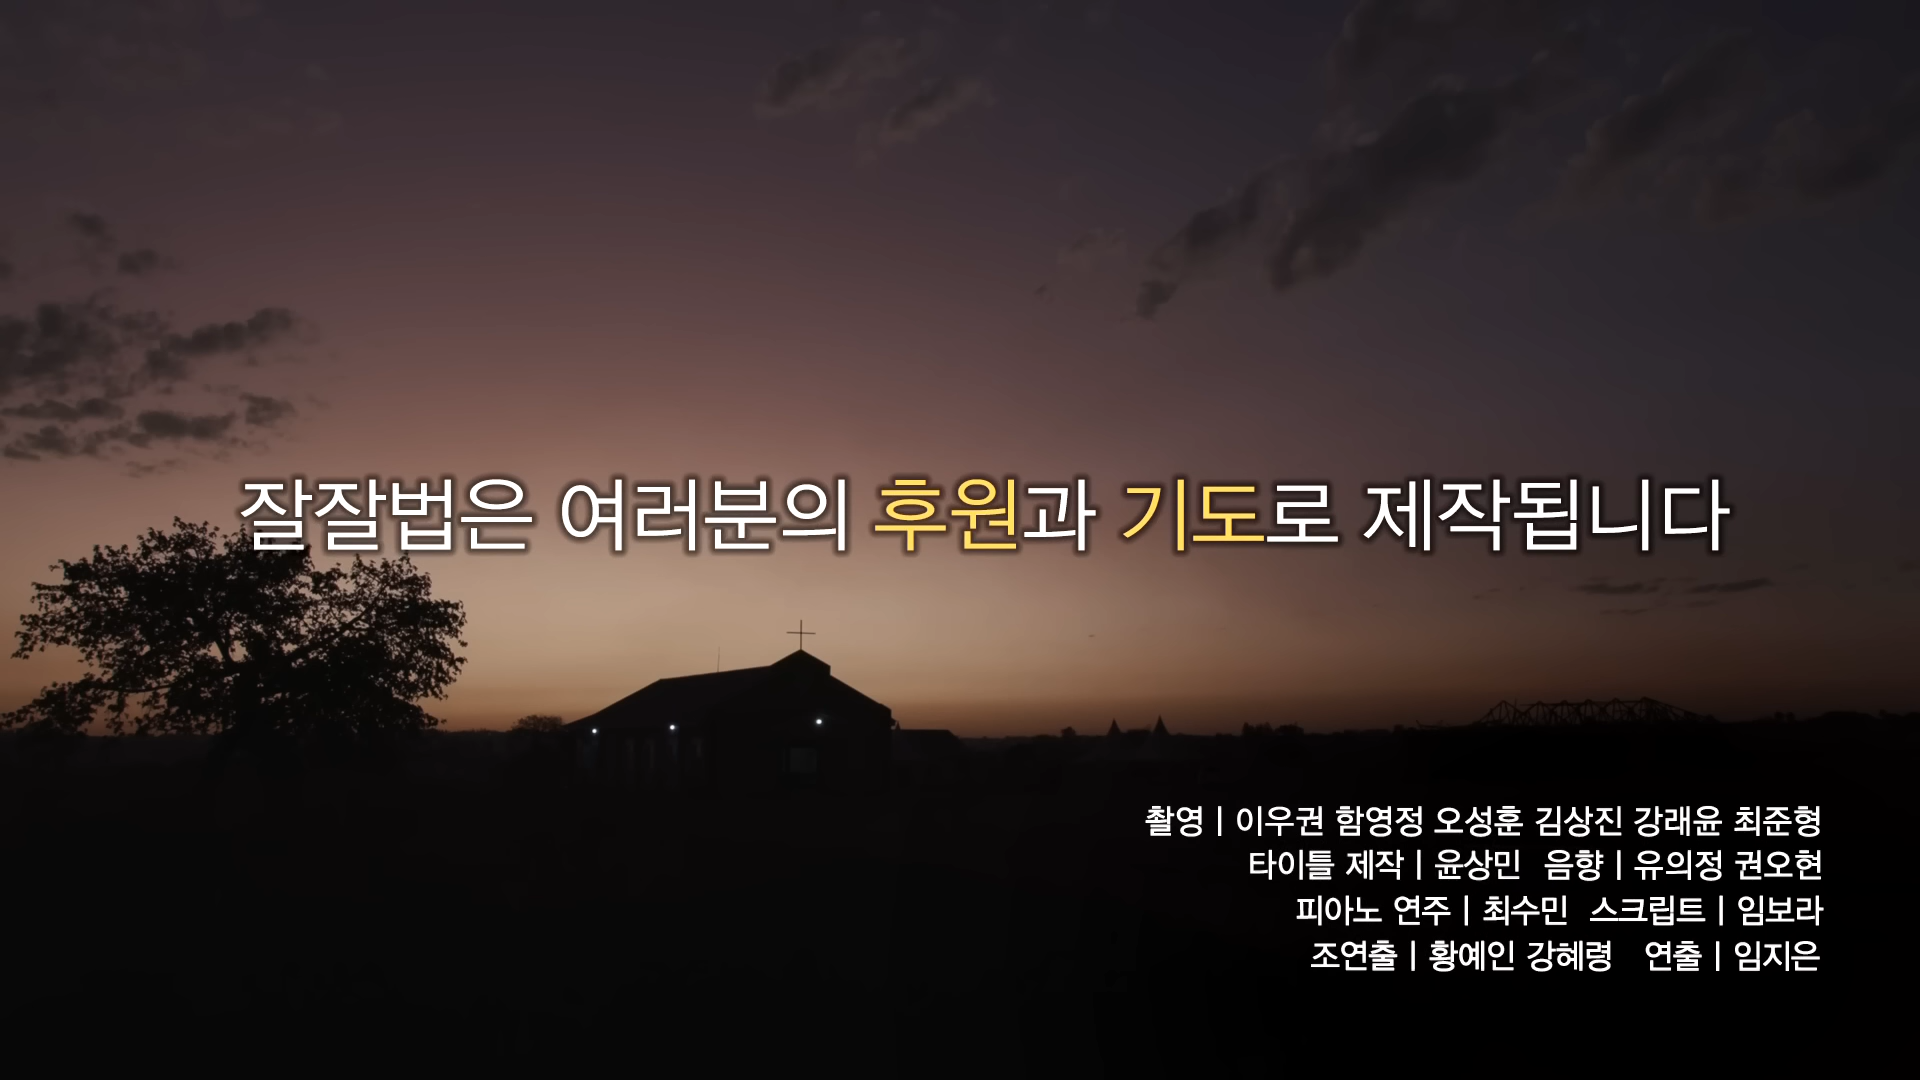 잘잘법은 여러분의 후원과 기도로 제작됩니다
촬영 | 이우권 함영정 오성훈 김상진 강래윤 최준형
타이틀 제작 | 윤상민 음향 | 유의정 권오현
피아노 연주 | 최수민 스크립트 | 임보라
조연출 | 황예인 강혜령 연출 | 임지은